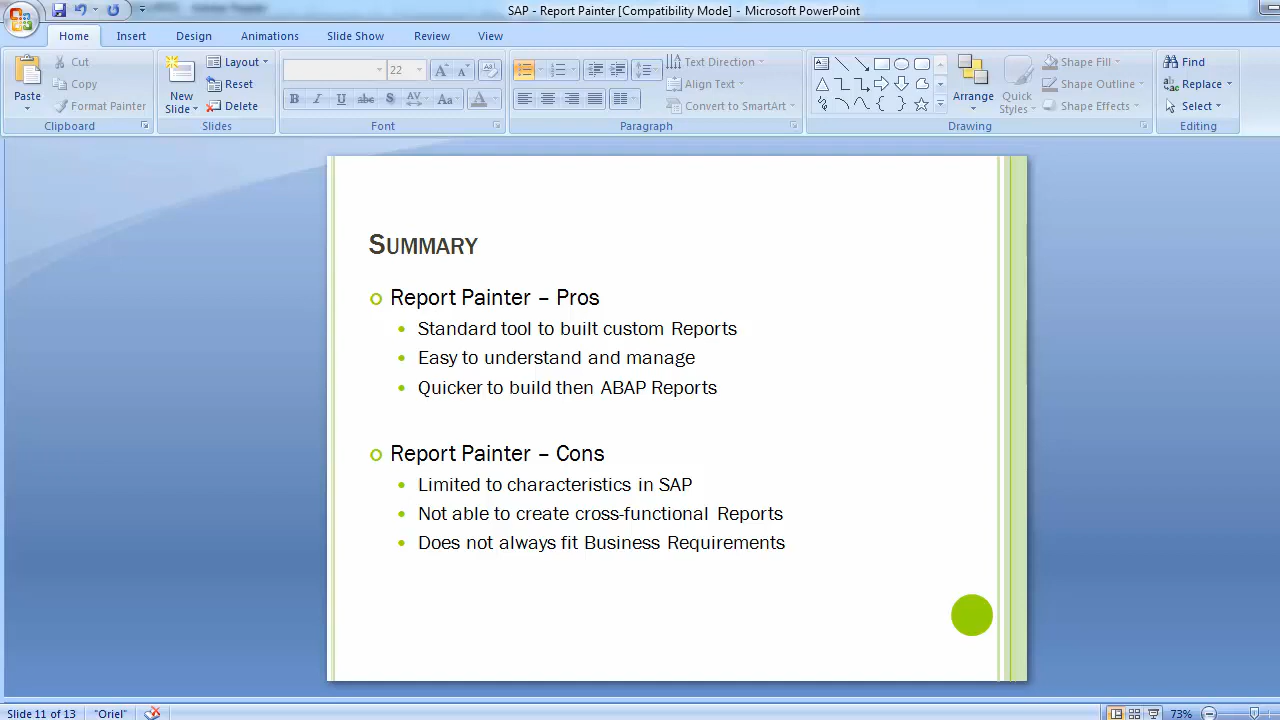 SAP - Report Painter [Compatibility Mode] - Microsoft PowerPoint
Home Insert Design Animations Slide Show Review View
Paste Cut Copy Format Painter
Clipboard
New Slide Layout Reset Delete
Slides
22
Font
Text Direction
Align Text
Convert to SmartArt
Paragraph
Arrange Quick Styles Shape Fill Shape Outline Shape Effects
Drawing
Find
Replace
Select
Editing
SUMMARY
Report Painter – Pros
Standard tool to built custom Reports
Easy to understand and manage
Quicker to build then ABAP Reports
Report Painter – Cons
Limited to characteristics in SAP
Not able to create cross-functional Reports
Does not always fit Business Requirements
Slide 11 of 13 "Oriel" 73%